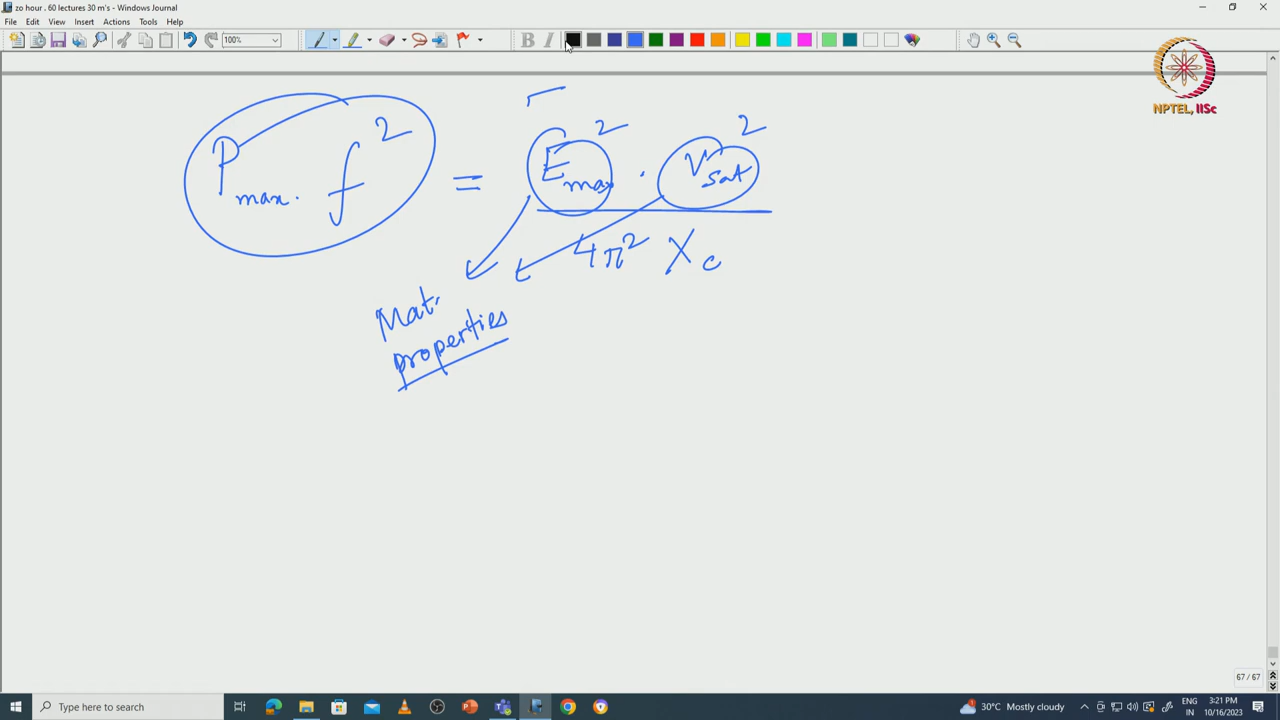 zo hour , 60 lectures 30 m's - Windows Journal
File Edit View Insert Actions Tools Help
100%
B I
NPTEL, IISc
P max. f 2 = E max 2 . v sat 2
4π2 Xc
Mat.
properties
67 / 67
Type here to search
30°C Mostly cloudy
ENG
IN
3:21 PM
10/16/2023